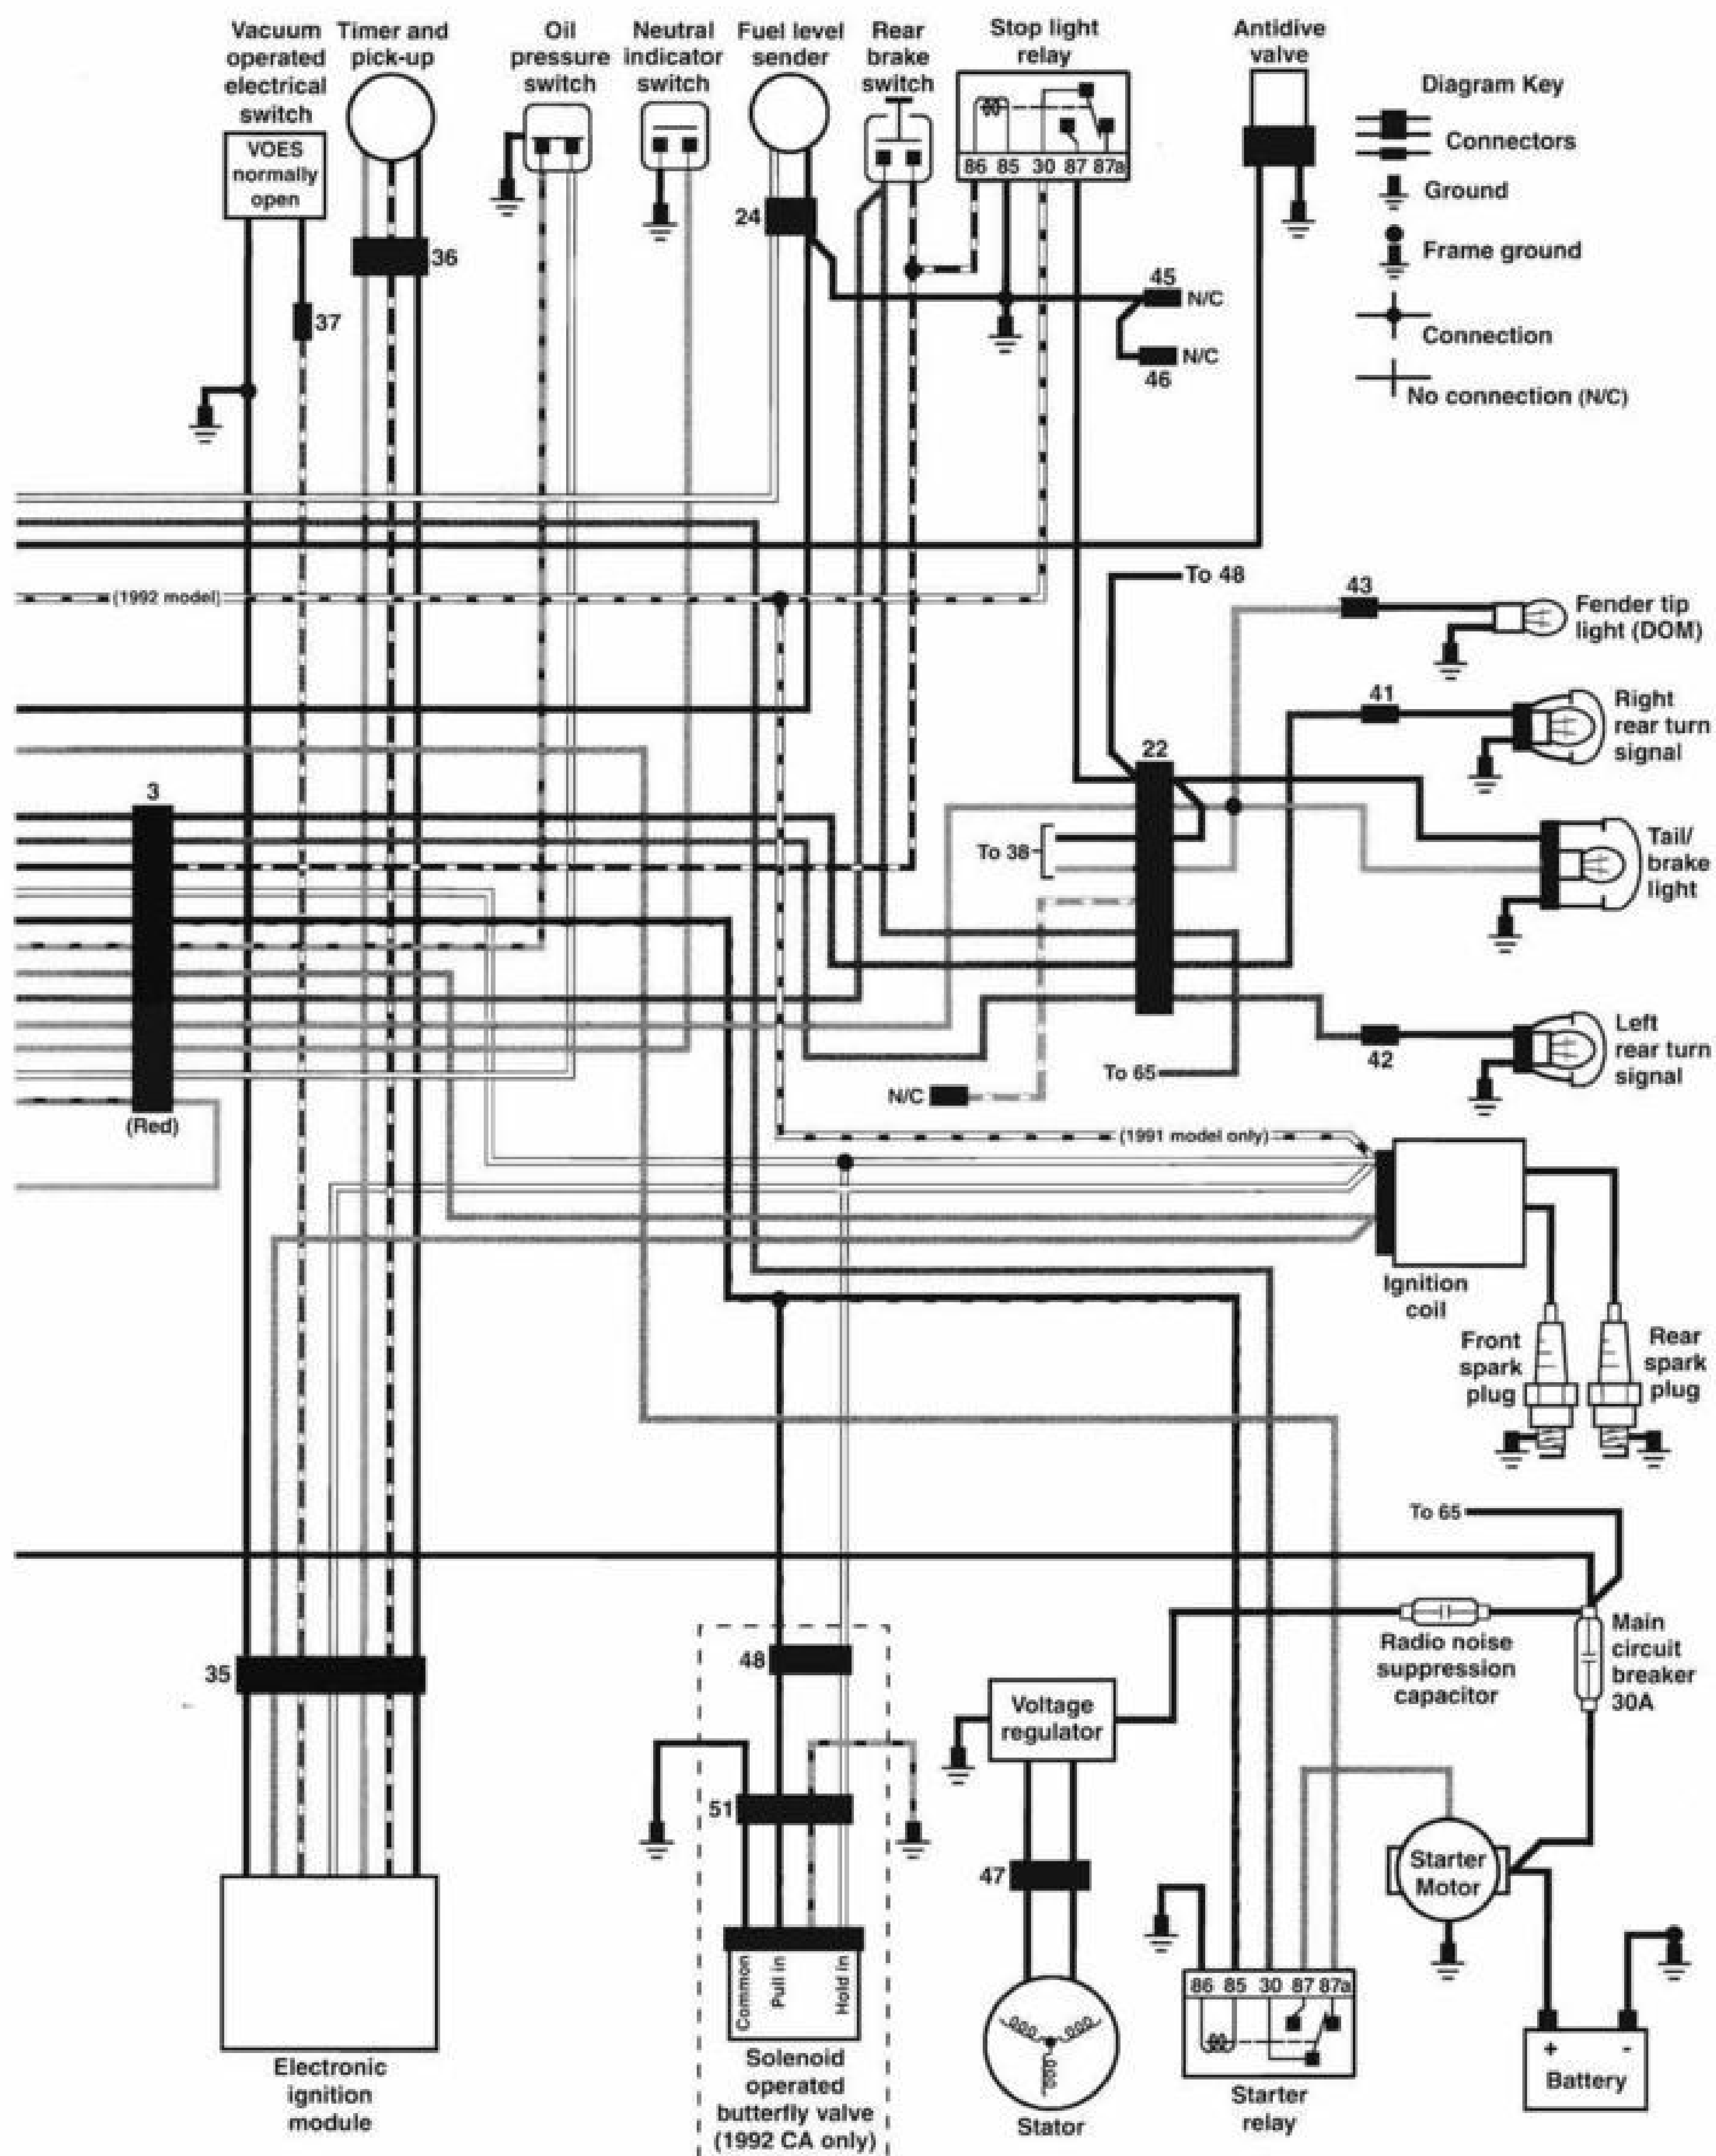 Vacuum
operated
electrical
switch
Timer and
pick-up
Oil
pressure
switch
Neutral
indicator
switch
Fuel level
sender
Rear
brake
switch
Stop light
relay
Antidive
valve
Diagram Key
Connectors
Ground
Frame ground
Connection
No connection (N/C)
VOES
normally
open
86 85 30 87 87a
24
36
37
45
N/C
N/C
46
(1992 model)
To 48
43
Fender tip
light (DOM)
41
Right
rear turn
signal
22
3
To 38
Tail/
brake
light
Left
rear turn
signal
42
To 65
N/C
(Red)
(1991 model only)
Ignition
coil
Front
spark
plug
Rear
spark
plug
To 65
Main
circuit
breaker
30A
Radio noise
suppression
capacitor
35
48
Voltage
regulator
51
47
Starter
Motor
Common
Pull in
Hold in
86 85 30 87 87a
+ -
Battery
Electronic
ignition
module
Solenoid
operated
butterfly valve
(1992 CA only)
Stator
Starter
relay